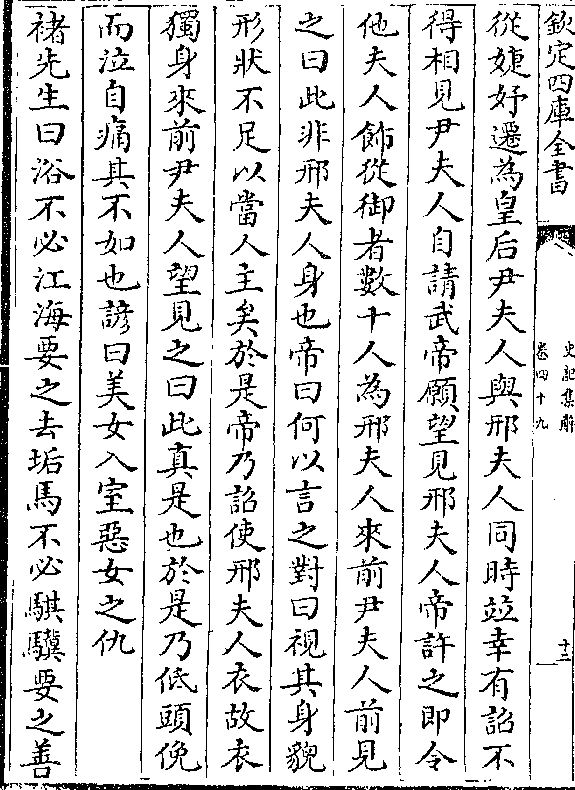 欽定四庫全書
史記集解
卷四十九
十三
從婕妤遷為皇后尹夫人與邢夫人同時並幸有詔不
得相見尹夫人自請武帝願望見邢夫人帝許之即令
他夫人飾從御者數十人為邢夫人來前尹夫人前見
之曰此非邢夫人身也帝曰何以言之對曰視其身貌
形狀不足以當人主矣於是帝乃詔使邢夫人衣故衣
獨身來前尹夫人望見之曰此真是也於是乃低頭俛
而泣自痛其不如也諺曰美女入室惡女之仇
褚先生曰浴不必江海要之去垢馬不必騏驥要之善